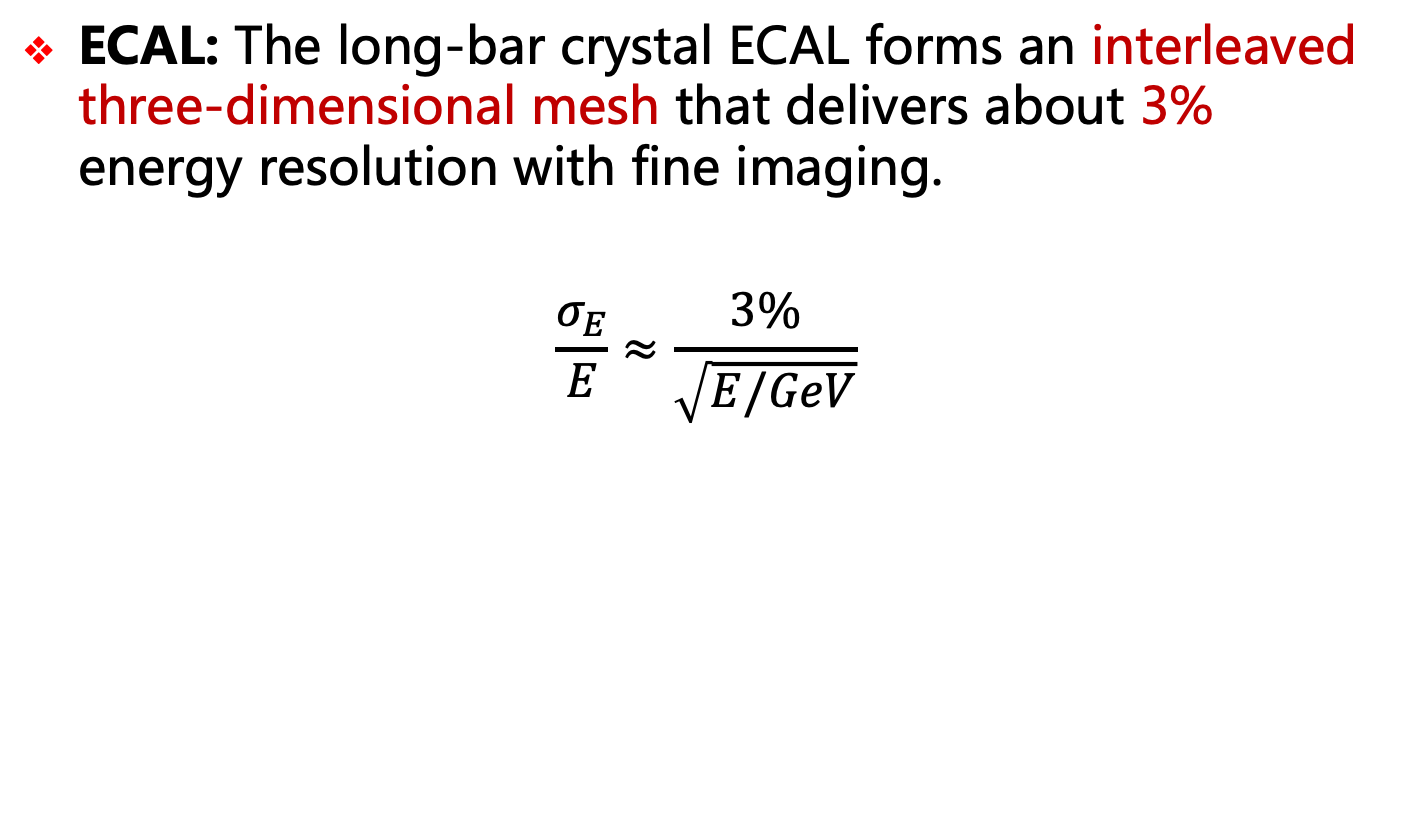 ❖ ECAL: The long-bar crystal ECAL forms an interleaved
three-dimensional mesh that delivers about 3%
energy resolution with fine imaging.
σ_E/E ≈ 3%/√(E/GeV)